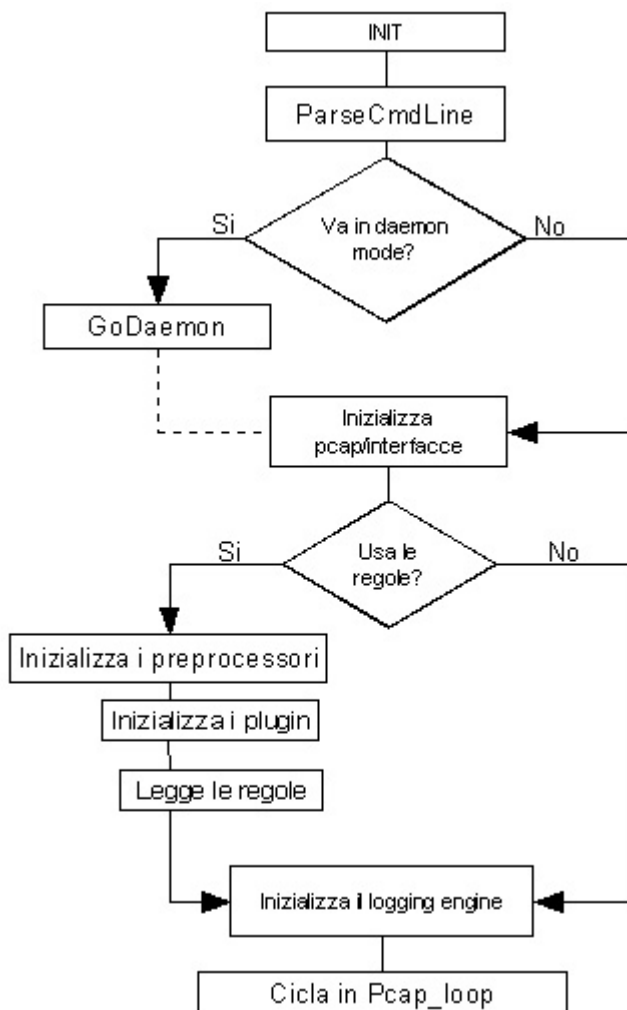 INIT
ParseCmdLine
Va in daemon
mode?
Si
No
GoDaemon
Inizializza
pcap/interfacce
Usa le
regole?
Si
No
Inizializza i preprocessori
Inizializza i plugin
Legge le regole
Inizializza il logging engine
Cicla in Pcap_loop